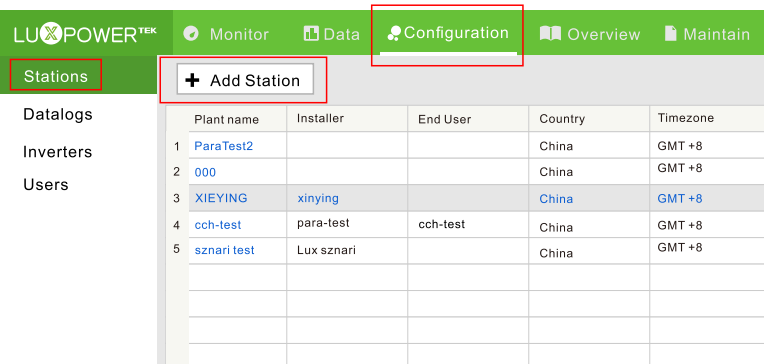 LUXPOWERTEK Monitor Data Configuration Overview Maintain
Stations
Add Station
Datalogs
Inverters
Users
Plant name Installer End User Country Timezone
1 ParaTest2 China GMT +8
2 000 China GMT +8
3 XIEYING xinying China GMT +8
4 cch-test para-test cch-test China GMT +8
5 sznari test Lux sznari China GMT +8